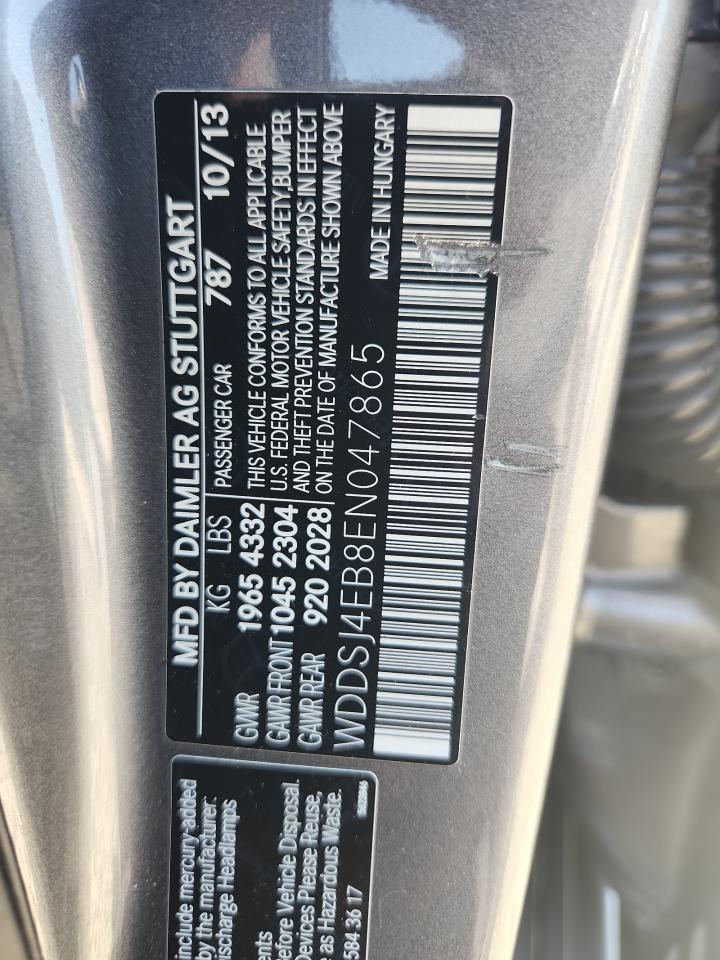 MFD BY DAIMLER AG STUTTGART
KG LBS PASSENGER CAR 787 10/13
GVWR 1965 4332
GAWR FRONT 1045 2304
GAWR REAR 920 2028
THIS VEHICLE CONFORMS TO ALL APPLICABLE
U.S. FEDERAL MOTOR VEHICLE SAFETY,BUMPER
AND THEFT PREVENTION STANDARDS IN EFFECT
ON THE DATE OF MANUFACTURE SHOWN ABOVE
WDDSJ4EB8EN047865 MADE IN HUNGARY
include mercury-added
by the manufacturer:
scharge Headlamps
ents
Before Vehicle Disposal.
Devices Please Reuse,
e as Hazardous Waste.
584 36 17